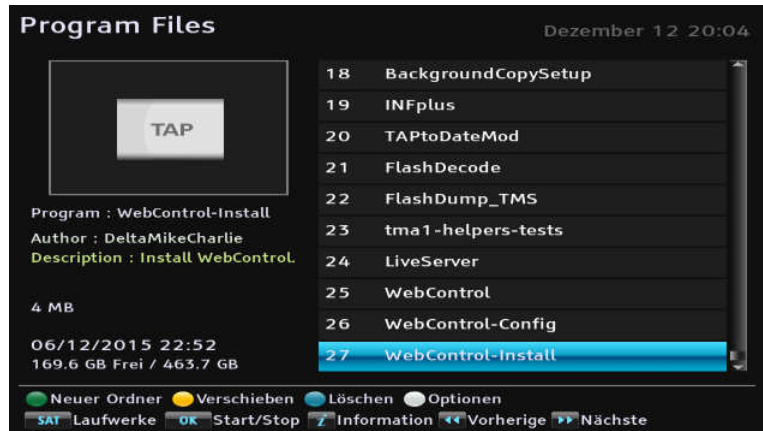 Program Files
Dezember 12 20:04
TAP
Program : WebControl-Install
Author : DeltaMikeCharlie
Description : Install WebControl.
4 MB
06/12/2015 22:52
169.6 GB Frei / 463.7 GB
18 BackgroundCopySetup
19 INFplus
20 TAPtoDateMod
21 FlashDecode
22 FlashDump_TMS
23 tma1-helpers-tests
24 LiveServer
25 WebControl
26 WebControl-Config
27 WebControl-Install
Neuer Ordner Verschieben Löschen Optionen
SAT Laufwerke OK Start/Stop i Information Vorherige Nächste